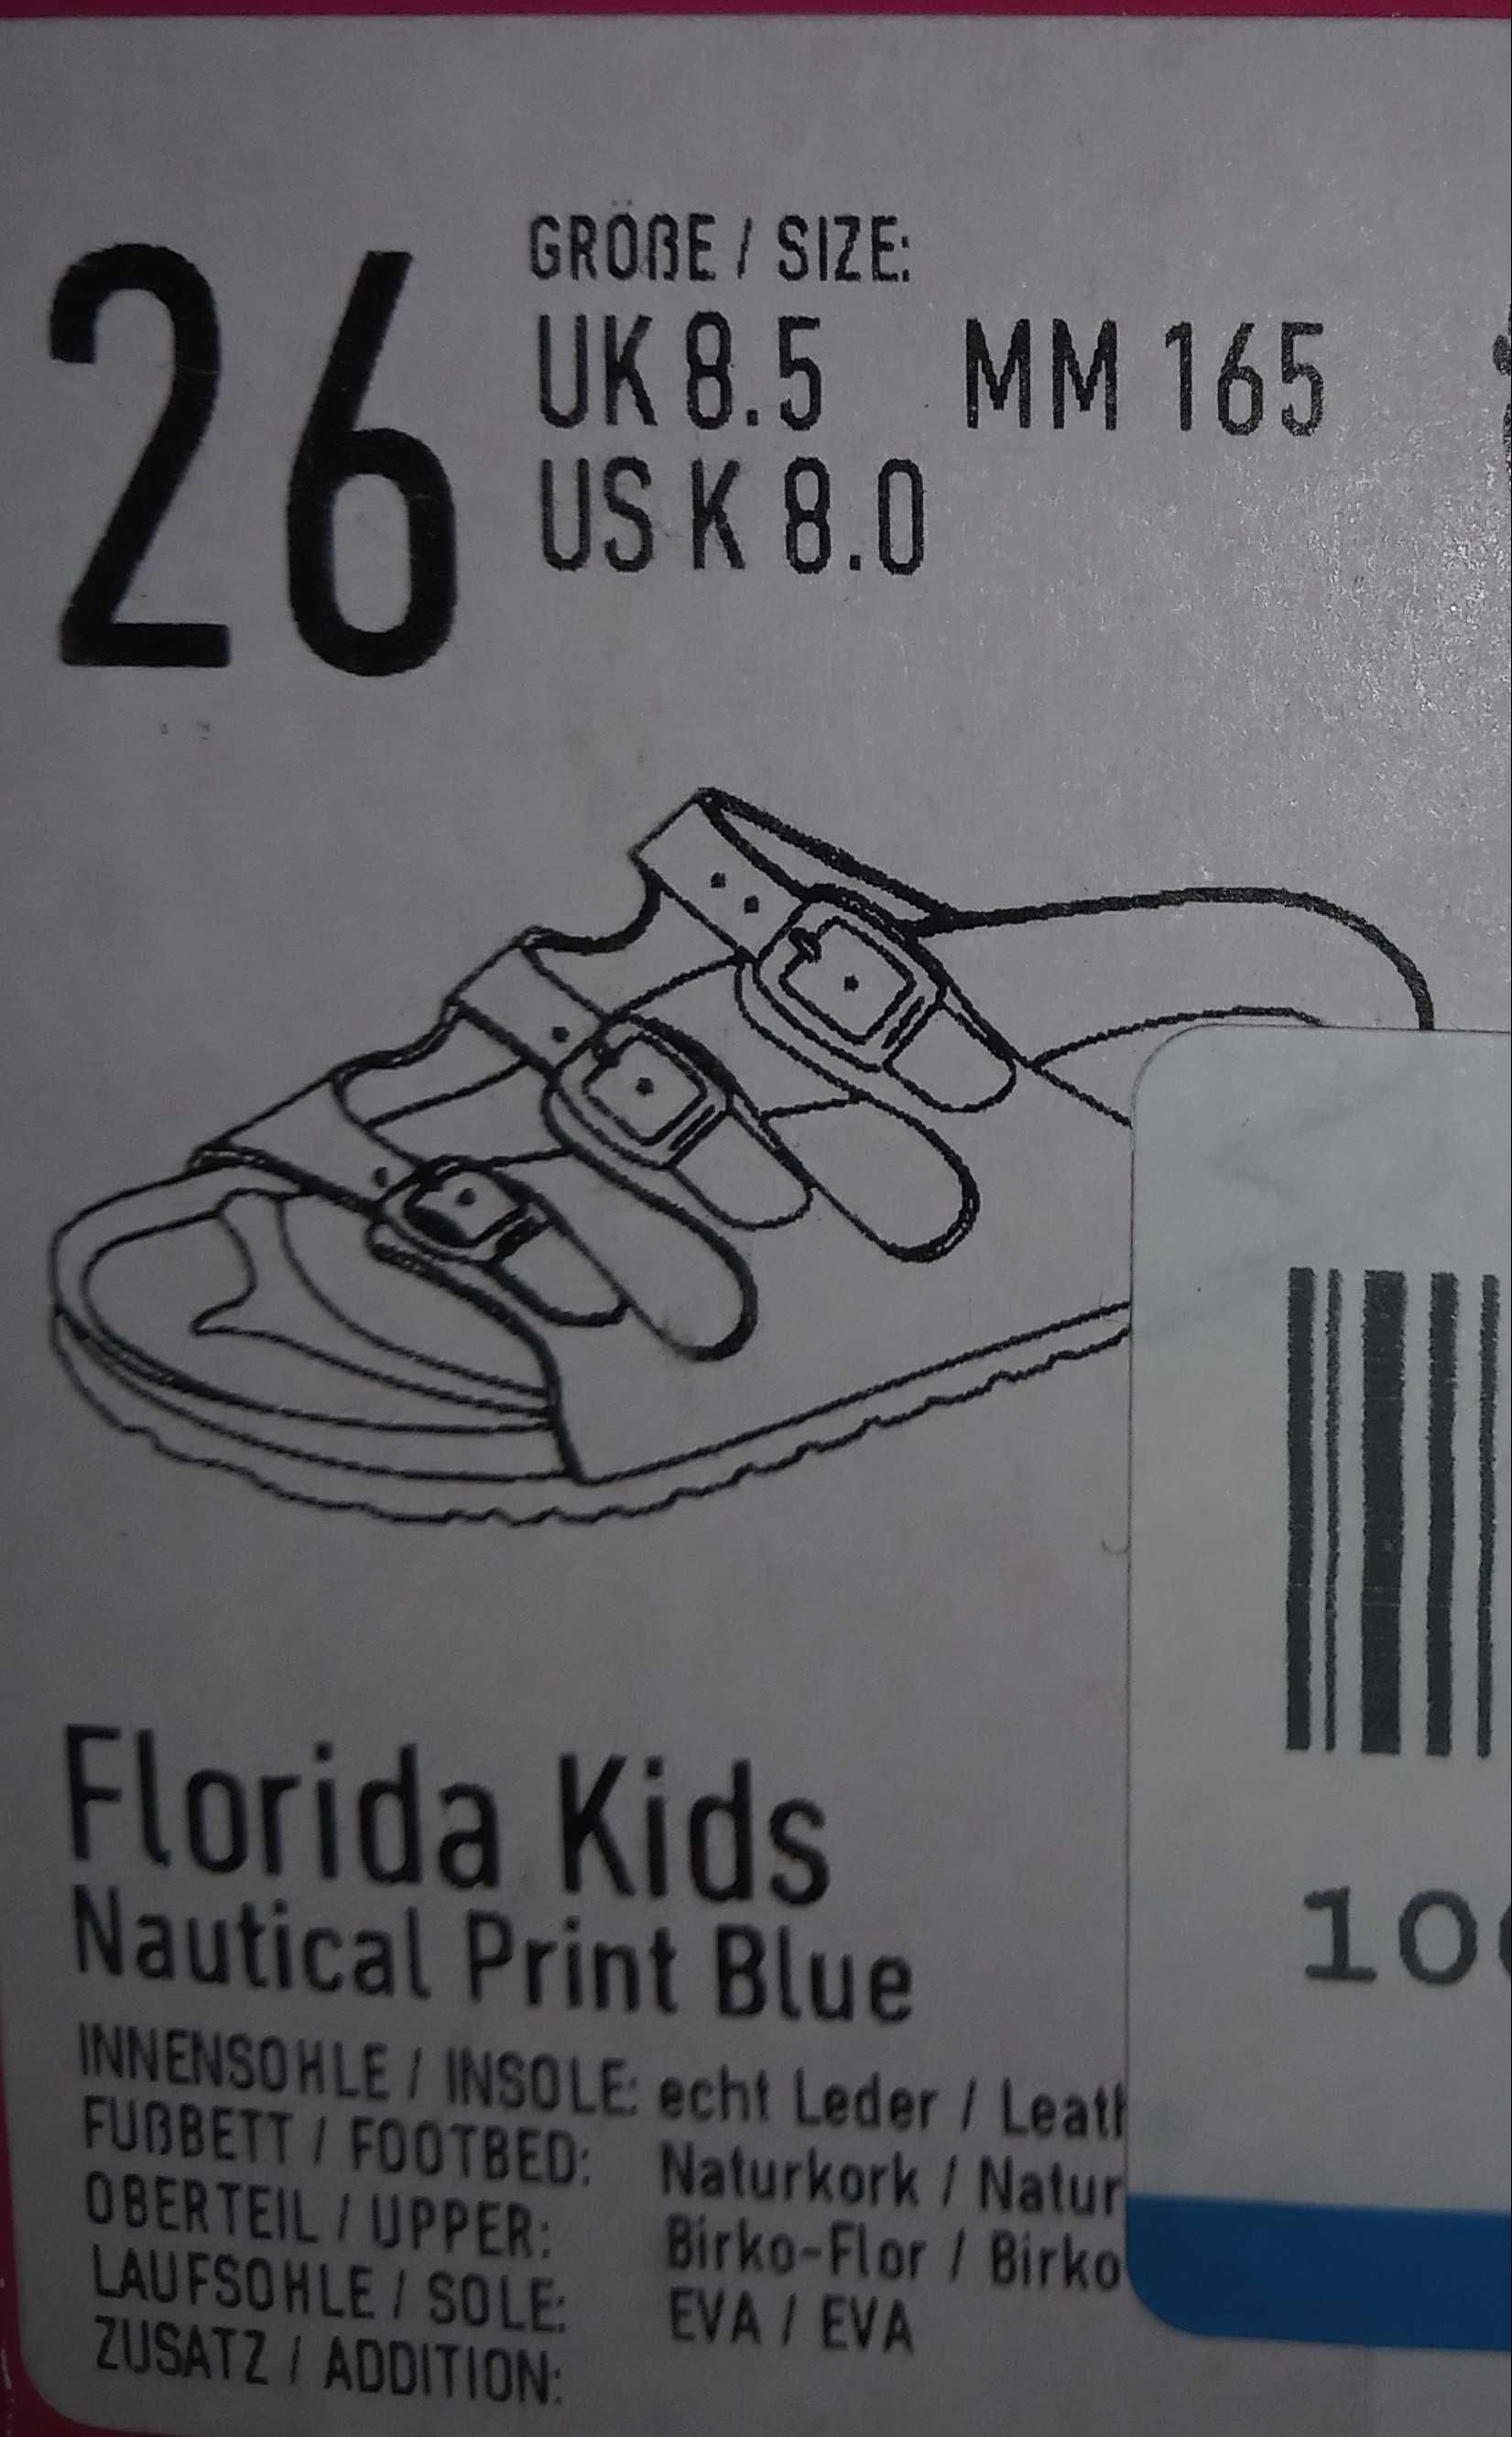 26
GRÖßE / SIZE:
UK 8.5 MM 165
US K 8.0
Florida Kids
Nautical Print Blue
INNENSOHLE / INSOLE: echt Leder /
FUßBETT / FOOTBED: Naturkork / Natur
OBERTEIL / UPPER: Birko-Flor / Birko
LAUFSOHLE / SOLE: EVA / EVA
ZUSATZ / ADDITION:
10